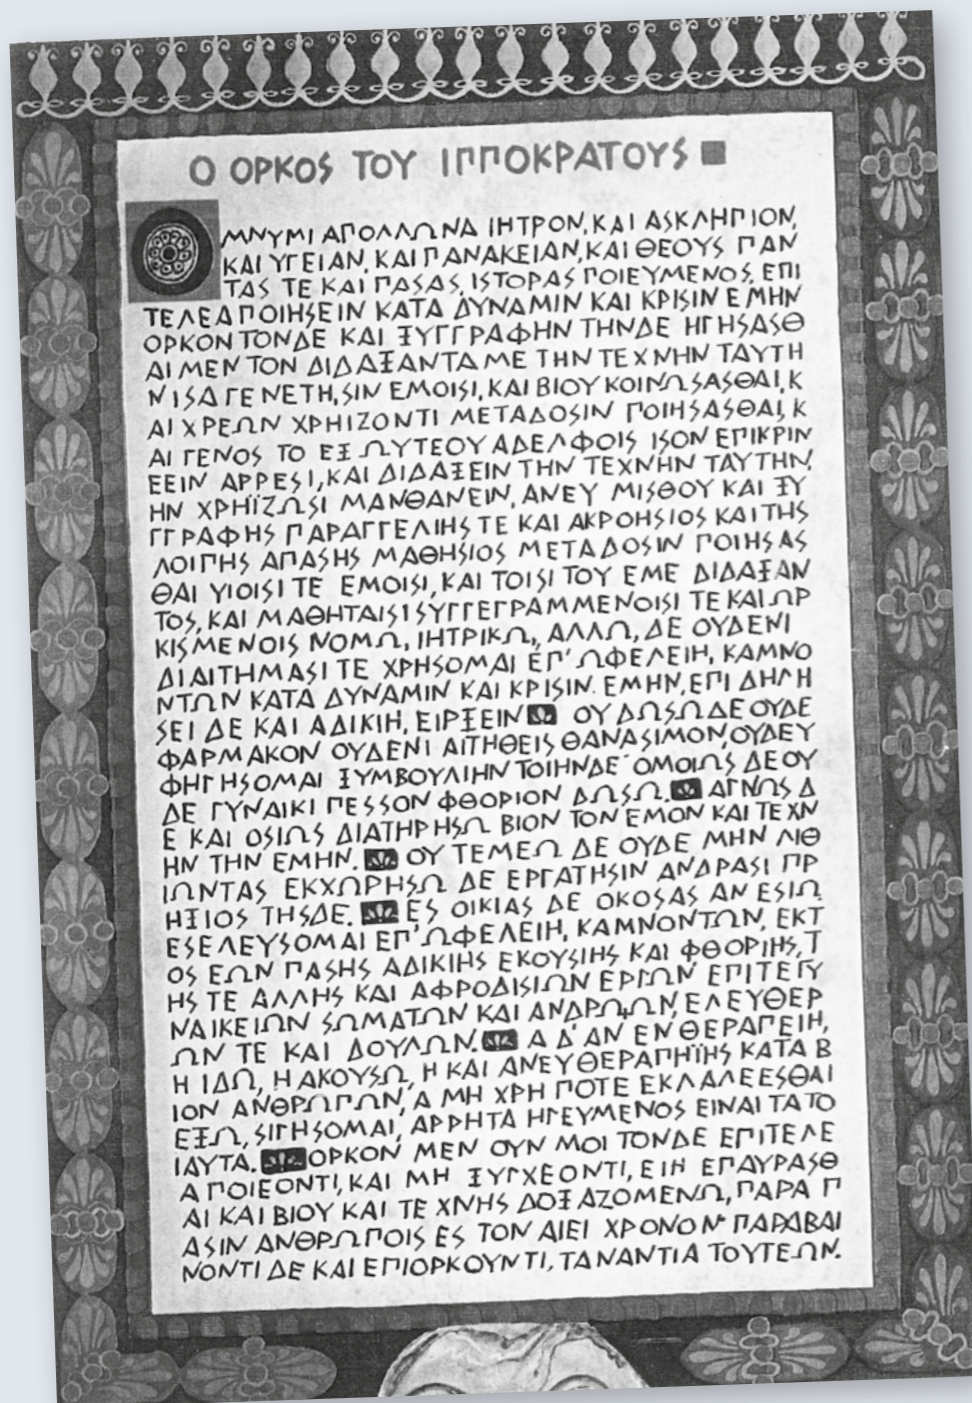 Ο ΟΡΚΟΣ ΤΟΥ ΙΠΠΟΚΡΑΤΟΥΣ
ΟΜΝΥΜΙ ΑΠΟΛΛΩΝΑ ΙΗΤΡΟΝ, ΚΑΙ ΑΣΚΛΗΠΙΟΝ,
ΚΑΙ ΥΓΕΙΑΝ, ΚΑΙ ΠΑΝΑΚΕΙΑΝ, ΚΑΙ ΘΕΟΥΣ ΠΑΝ
ΤΑΣ ΤΕ ΚΑΙ ΠΑΣΑΣ, ΙΣΤΟΡΑΣ ΠΟΙΕΥΜΕΝΟΣ, ΕΠΙ
ΤΕΛΕΑ ΠΟΙΗΣΕΙΝ ΚΑΤΑ ΔΥΝΑΜΙΝ ΚΑΙ ΚΡΙΣΙΝ ΕΜΗΝ
ΟΡΚΟΝ ΤΟΝΔΕ ΚΑΙ ΞΥΓΓΡΑΦΗΝ ΤΗΝΔΕ ΗΓΗΣΑΣΘ
ΑΙ ΜΕΝ ΤΟΝ ΔΙΔΑΞΑΝΤΑ ΜΕ ΤΗΝ ΤΕΧΝΗΝ ΤΑΥΤΗ
Ν ΙΣΑ ΓΕΝΕΤΗ,ΣΙΝ ΕΜΟΙΣΙ, ΚΑΙ ΒΙΟΥ ΚΟΙΝΩΣΑΣΘΑΙ, Κ
ΑΙ ΧΡΕΩΝ ΧΡΗΙΖΟΝΤΙ ΜΕΤΑΔΟΣΙΝ ΠΟΙΗΣΑΣΘΑΙ, Κ
ΑΙ ΓΕΝΟΣ ΤΟ ΕΞ ΩΥΤΕΟΥ ΑΔΕΛΦΟΙΣ ΙΣΟΝ ΕΠΙΚΡΙΝ
ΕΕΙΝ ΑΡΡΕΣΙ, ΚΑΙ ΔΙΔΑΞΕΙΝ ΤΗΝ ΤΕΧΝΗΝ ΤΑΥΤΗΝ,
ΗΝ ΧΡΗΪΖΩΣΙ ΜΑΝΘΑΝΕΙΝ, ΑΝΕΥ ΜΙΣΘΟΥ ΚΑΙ ΞΥ
ΓΓΡΑΦΗΣ ΠΑΡΑΓΓΕΛΙΗΣ ΤΕ ΚΑΙ ΑΚΡΟΗΣΙΟΣ ΚΑΙ ΤΗΣ
ΛΟΙΠΗΣ ΑΠΑΣΗΣ ΜΑΘΗΣΙΟΣ ΜΕΤΑΔΟΣΙΝ ΠΟΙΗΣΑΣ
ΘΑΙ ΥΙΟΙΣΙ ΤΕ ΕΜΟΙΣΙ, ΚΑΙ ΤΟΙΣΙ ΤΟΥ ΕΜΕ ΔΙΔΑΞΑΝ
ΤΟΣ, ΚΑΙ ΜΑΘΗΤΑΙΣΙ ΣΥΓΓΕΓΡΑΜΜΕΝΟΙΣΙ ΤΕ ΚΑΙ ΩΡ
ΚΙΣΜΕΝΟΙΣ ΝΟΜΩ, ΙΗΤΡΙΚΩ,, ΑΛΛΩ, ΔΕ ΟΥΔΕΝΙ
ΔΙΑΙΤΗΜΑΣΙ ΤΕ ΧΡΗΣΟΜΑΙ ΕΠ' ΩΦΕΛΕΙΗ, ΚΑΜΝΟ
ΝΤΩΝ ΚΑΤΑ ΔΥΝΑΜΙΝ ΚΑΙ ΚΡΙΣΙΝ ΕΜΗΝ, ΕΠΙ ΔΗΛΗ
ΣΕΙ ΔΕ ΚΑΙ ΑΔΙΚΙΗ, ΕΙΡΞΕΙΝ ΟΥ ΔΩΣΩ ΔΕ ΟΥΔΕ
ΦΑΡΜΑΚΟΝ ΟΥΔΕΝΙ ΑΙΤΗΘΕΙΣ ΘΑΝΑΣΙΜΟΝ, ΟΥΔΕ Υ
ΦΗΓΗΣΟΜΑΙ ΞΥΜΒΟΥΛΙΗΝ ΤΟΙΗΝΔΕ· ΟΜΟΙΩΣ ΔΕ ΟΥ
ΔΕ ΓΥΝΑΙΚΙ ΠΕΣΣΟΝ ΦΘΟΡΙΟΝ ΔΩΣΩ. ΑΓΝΩΣ Δ
Ε ΚΑΙ ΟΣΙΩΣ ΔΙΑΤΗΡΗΣΩ ΒΙΟΝ ΤΟΝ ΕΜΟΝ ΚΑΙ ΤΕΧΝ
ΗΝ ΤΗΝ ΕΜΗΝ. ΟΥ ΤΕΜΕΩ ΔΕ ΟΥΔΕ ΜΗΝ ΛΙΘ
ΙΩΝΤΑΣ ΕΚΧΩΡΗΣΩ ΔΕ ΕΡΓΑΤΗΣΙΝ ΑΝΔΡΑΣΙ ΠΡ
ΗΞΙΟΣ ΤΗΣΔΕ. ΕΣ ΟΙΚΙΑΣ ΔΕ ΟΚΟΣΑΣ ΑΝ ΕΣΙΩ
ΕΣΕΛΕΥΣΟΜΑΙ ΕΠ' ΩΦΕΛΕΙΗ, ΚΑΜΝΟΝΤΩΝ, ΕΚΤ
ΟΣ ΕΩΝ ΠΑΣΗΣ ΑΔΙΚΙΗΣ ΕΚΟΥΣΙΗΣ ΚΑΙ ΦΘΟΡΙΗΣ, Τ
ΗΣ ΤΕ ΑΛΛΗΣ ΚΑΙ ΑΦΡΟΔΙΣΙΩΝ ΕΡΓΩΝ ΕΠΙ ΤΕ ΓΥ
ΝΑΙΚΕΙΩΝ ΣΩΜΑΤΩΝ ΚΑΙ ΑΝΔΡΩ,ΩΝ, ΕΛΕΥΘΕΡ
ΩΝ ΤΕ ΚΑΙ ΔΟΥΛΩΝ. Α Δ' ΑΝ ΕΝ ΘΕΡΑΠΕΙΗ,
Η ΙΔΩ, Η ΑΚΟΥΣΩ, Η ΚΑΙ ΑΝΕΥ ΘΕΡΑΠΗΪΗΣ ΚΑΤΑ Β
ΙΟΝ ΑΝΘΡΩΠΩΝ, Α ΜΗ ΧΡΗ ΠΟΤΕ ΕΚΛΑΛΕΕΣΘΑΙ
ΕΞΩ, ΣΙΓΗΣΟΜΑΙ, ΑΡΡΗΤΑ ΗΓΕΥΜΕΝΟΣ ΕΙΝΑΙ ΤΑ ΤΟ
ΙΑΥΤΑ. ΟΡΚΟΝ ΜΕΝ ΟΥΝ ΜΟΙ ΤΟΝΔΕ ΕΠΙΤΕΛΕ
Α ΠΟΙΕΟΝΤΙ, ΚΑΙ ΜΗ ΞΥΓΧΕΟΝΤΙ, ΕΙΗ ΕΠΑΥΡΑΣΘ
ΑΙ ΚΑΙ ΒΙΟΥ ΚΑΙ ΤΕΧΝΗΣ ΔΟΞΑΖΟΜΕΝΩ, ΠΑΡΑ Π
ΑΣΙΝ ΑΝΘΡΩΠΟΙΣ ΕΣ ΤΟΝ ΑΙΕΙ ΧΡΟΝΟΝ· ΠΑΡΑΒΑΙ
ΝΟΝΤΙ ΔΕ ΚΑΙ ΕΠΙΟΡΚΟΥΝΤΙ, ΤΑΝΑΝΤΙΑ ΤΟΥΤΕΩΝ.